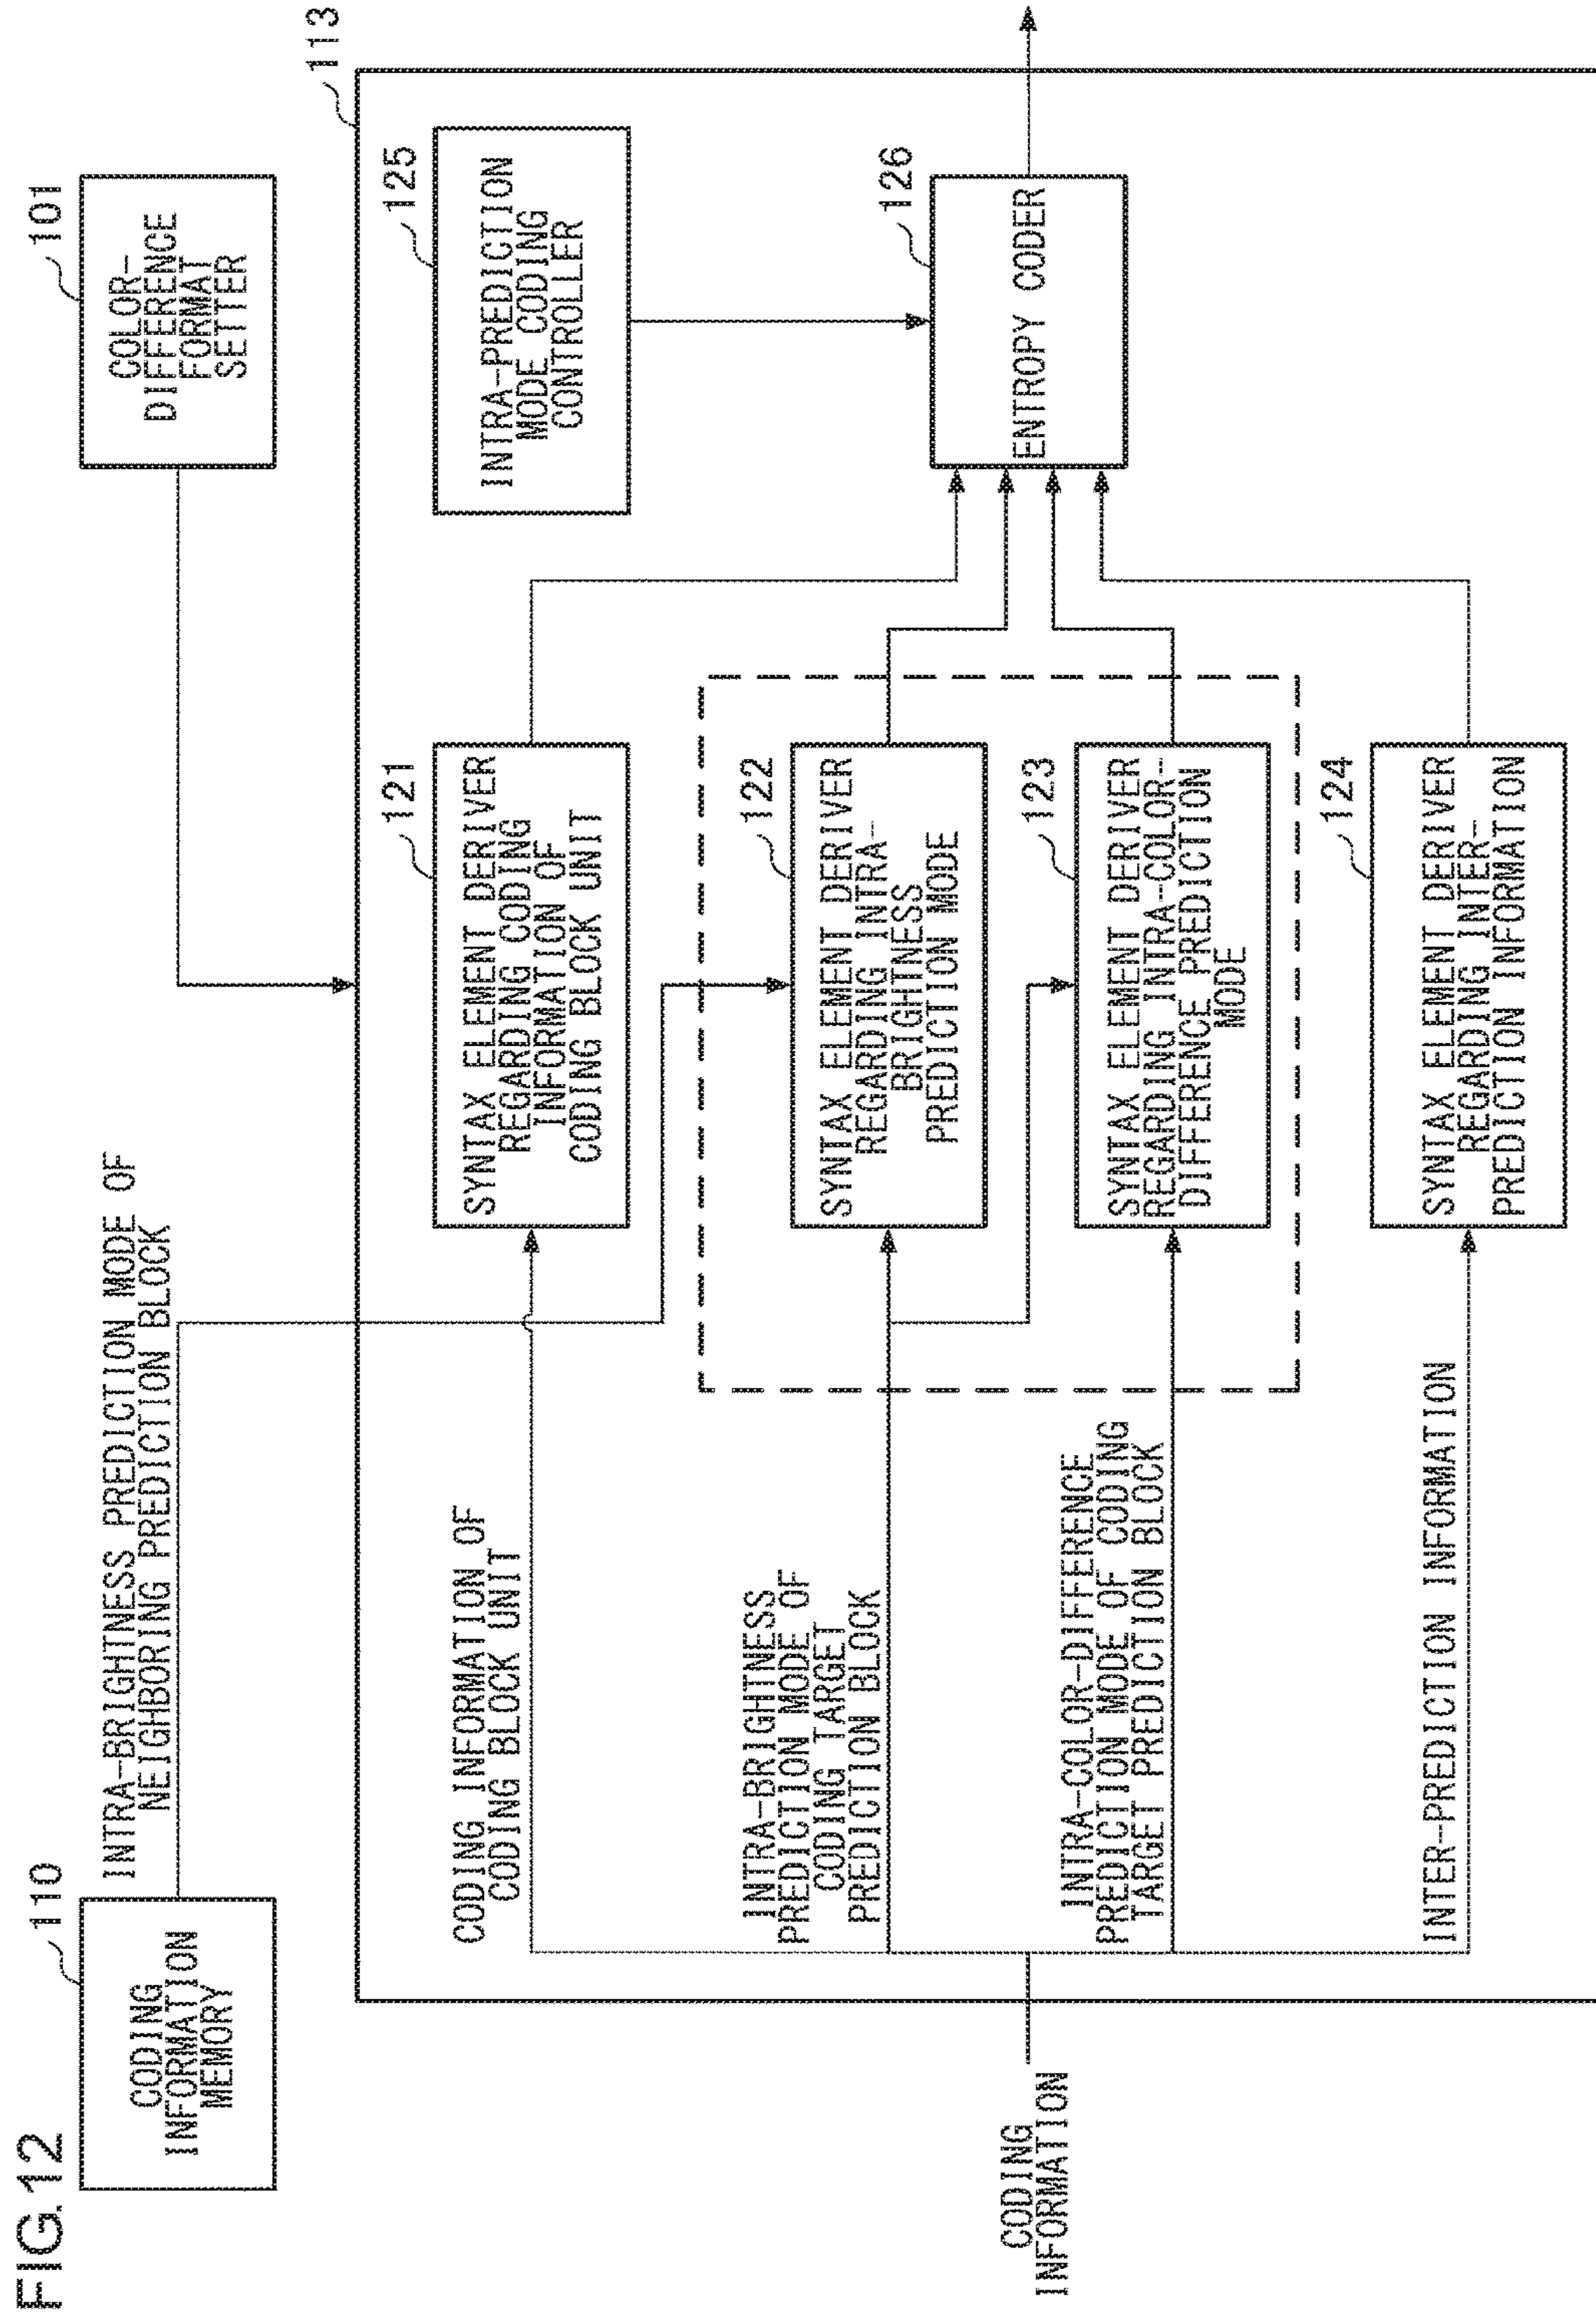 FIG. 12
110
CODING
INFORMATION
MEMORY
INTRA-BRIGHTNESS PREDICTION MODE OF
NEIGHBORING PREDICTION BLOCK
101
COLOR-
DIFFERENCE
FORMAT
SETTER
113
CODING INFORMATION OF
CODING BLOCK UNIT
121
SYNTAX ELEMENT DERIVER
REGARDING CODING
INFORMATION OF
CODING BLOCK UNIT
125
INTRA-PREDICTION
MODE CODING
CONTROLLER
INTRA-BRIGHTNESS
PREDICTION MODE OF
CODING TARGET
PREDICTION BLOCK
122
SYNTAX ELEMENT DERIVER
REGARDING INTRA-
BRIGHTNESS
PREDICTION MODE
126
ENTROPY CODER
CODING
INFORMATION
INTRA-COLOR-DIFFERENCE
PREDICTION MODE OF CODING
TARGET PREDICTION BLOCK
123
SYNTAX ELEMENT DERIVER
REGARDING INTRA-COLOR-
DIFFERENCE PREDICTION
MODE
INTER-PREDICTION INFORMATION
124
SYNTAX ELEMENT DERIVER
REGARDING INTER-
PREDICTION INFORMATION